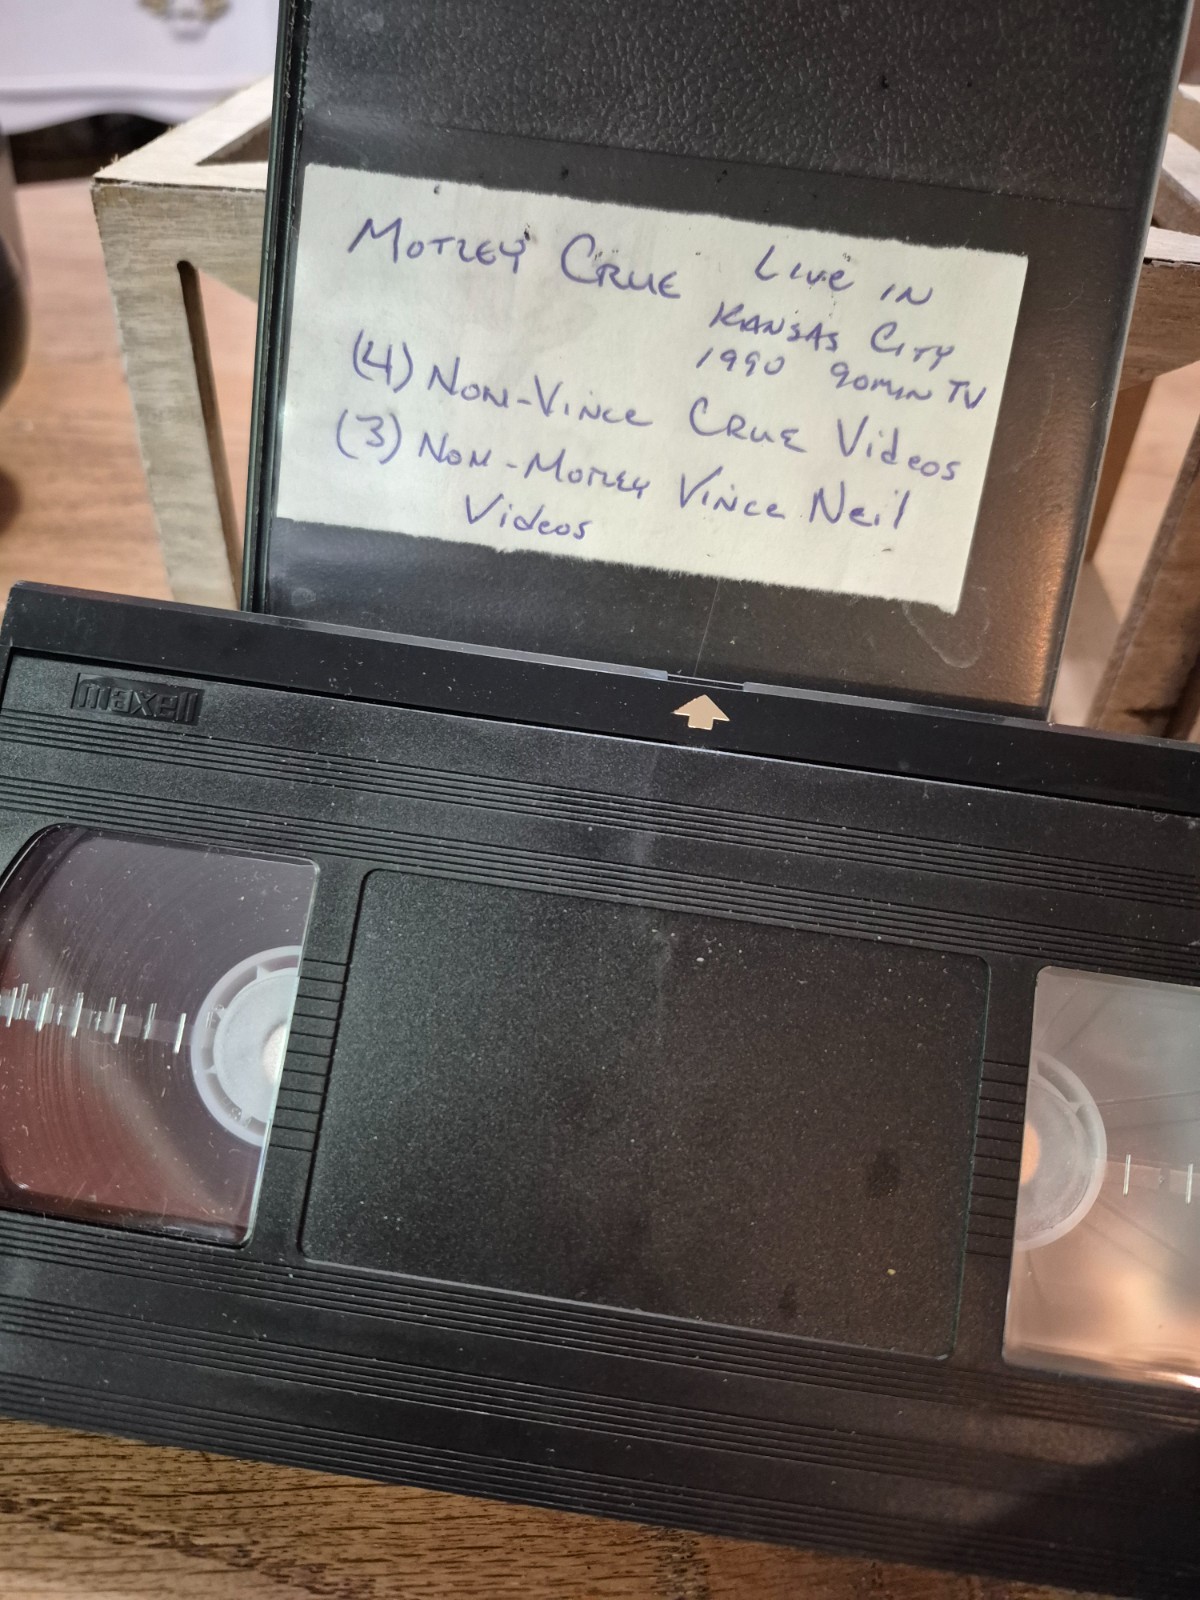 MOTLEY CRUE LIVE IN
KANSAS CITY
1990 90MIN TV
(4) NON-VINCE CRUE VIDEOS
(3) NON-MOTLEY VINCE NEIL
VIDEOS
maxell